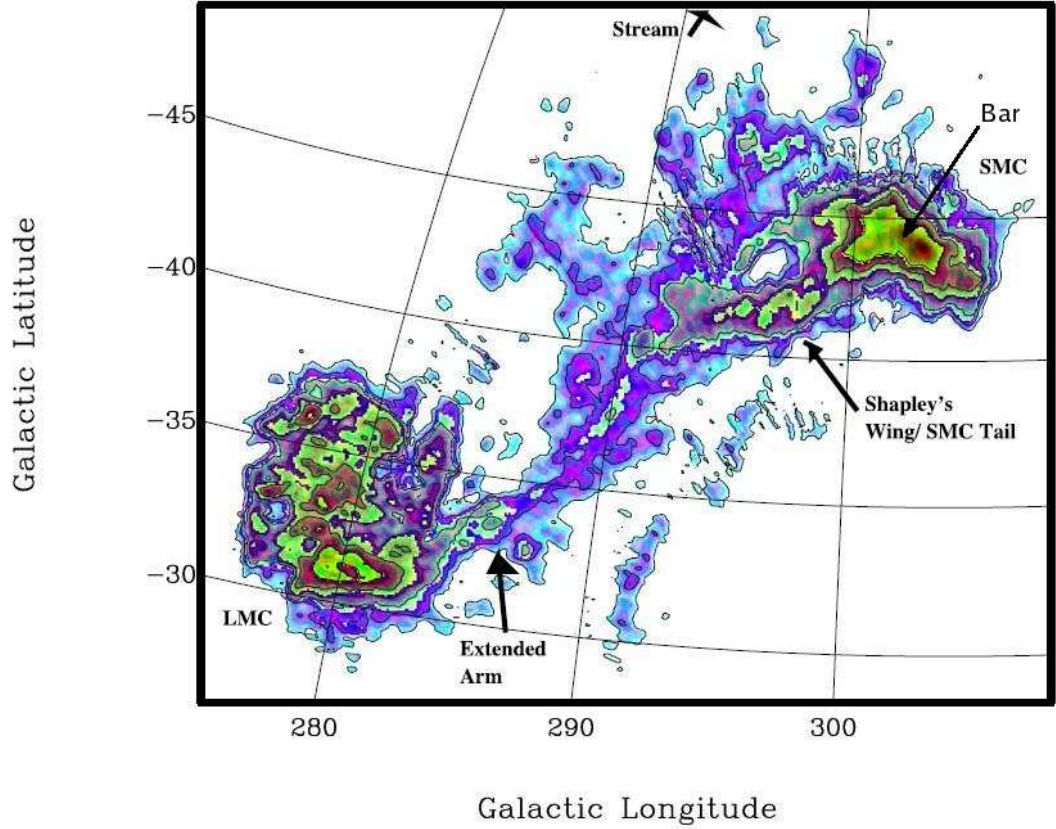 Stream
−45
Bar
SMC
−40
Galactic Latitude
−35
Shapley's
Wing/ SMC Tail
−30
LMC
Extended
Arm
280
290
300
Galactic Longitude